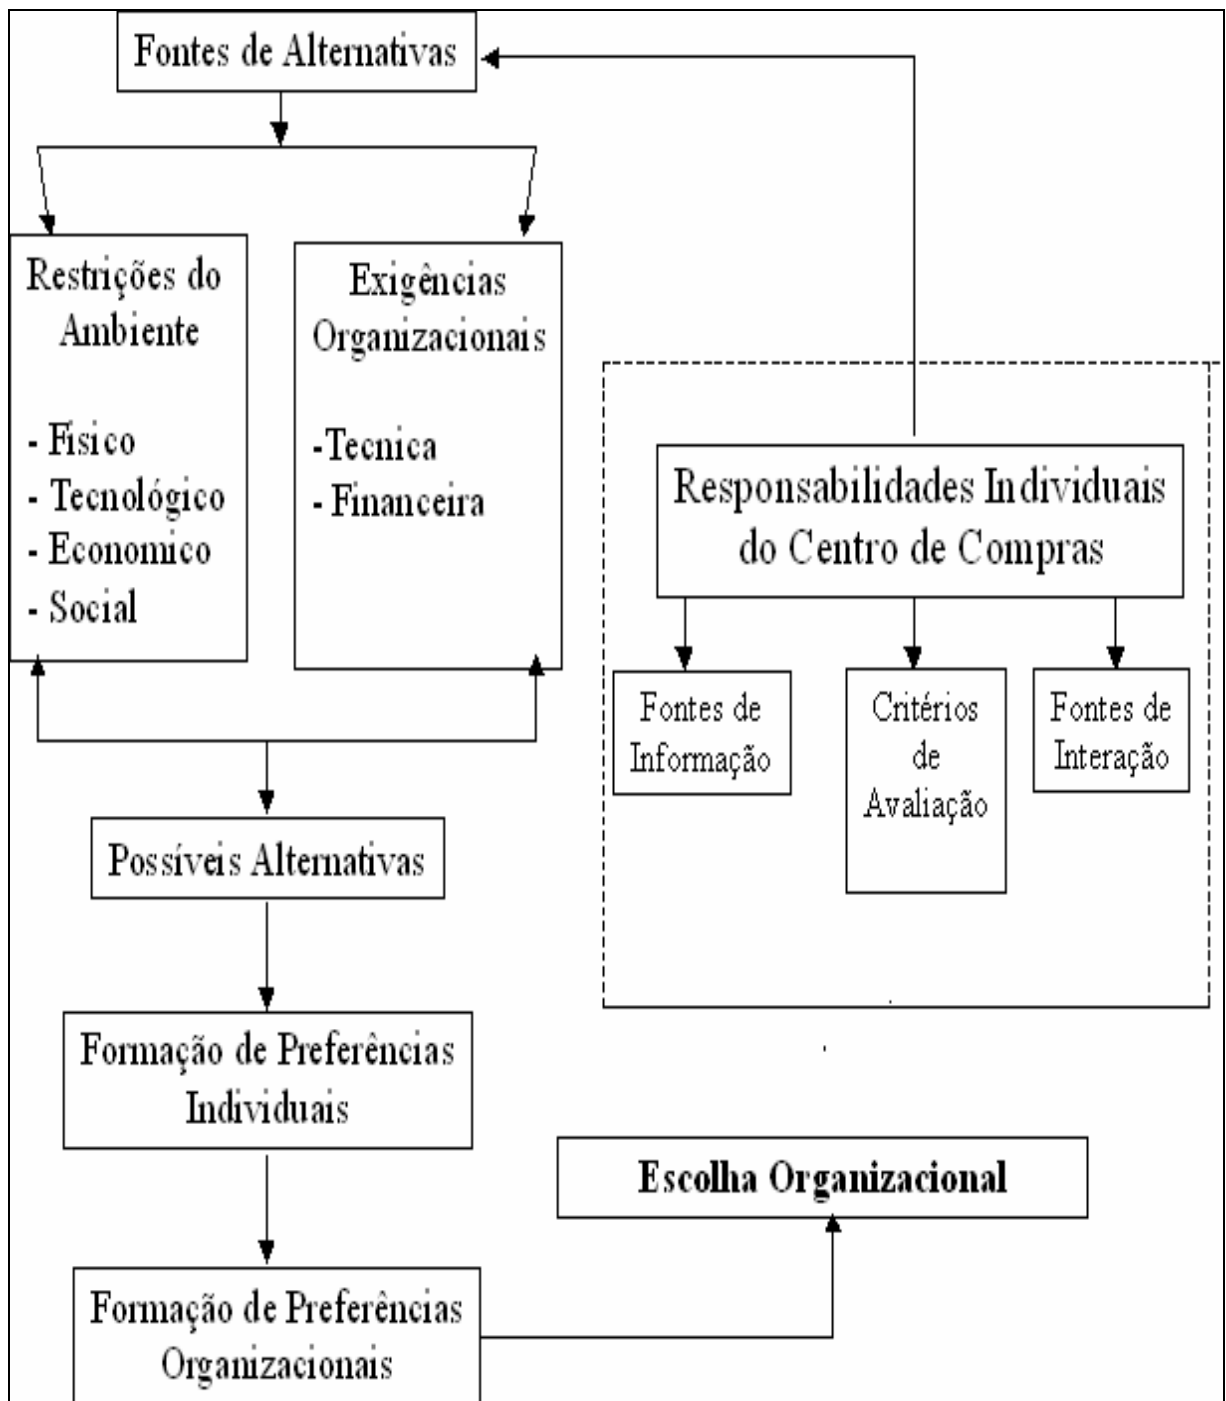 Fontes de Alternativas
Restrições do
Ambiente
- Físico
- Tecnológico
- Economico
- Social
Exigências
Organizacionais
-Tecnica
- Financeira
Responsabilidades Individuais
do Centro de Compras
Fontes de
Informação
Critérios
de
Avaliação
Fontes de
Interação
Possíveis Alternativas
Formação de Preferências
Individuais
Escolha Organizacional
Formação de Preferências
Organizacionais